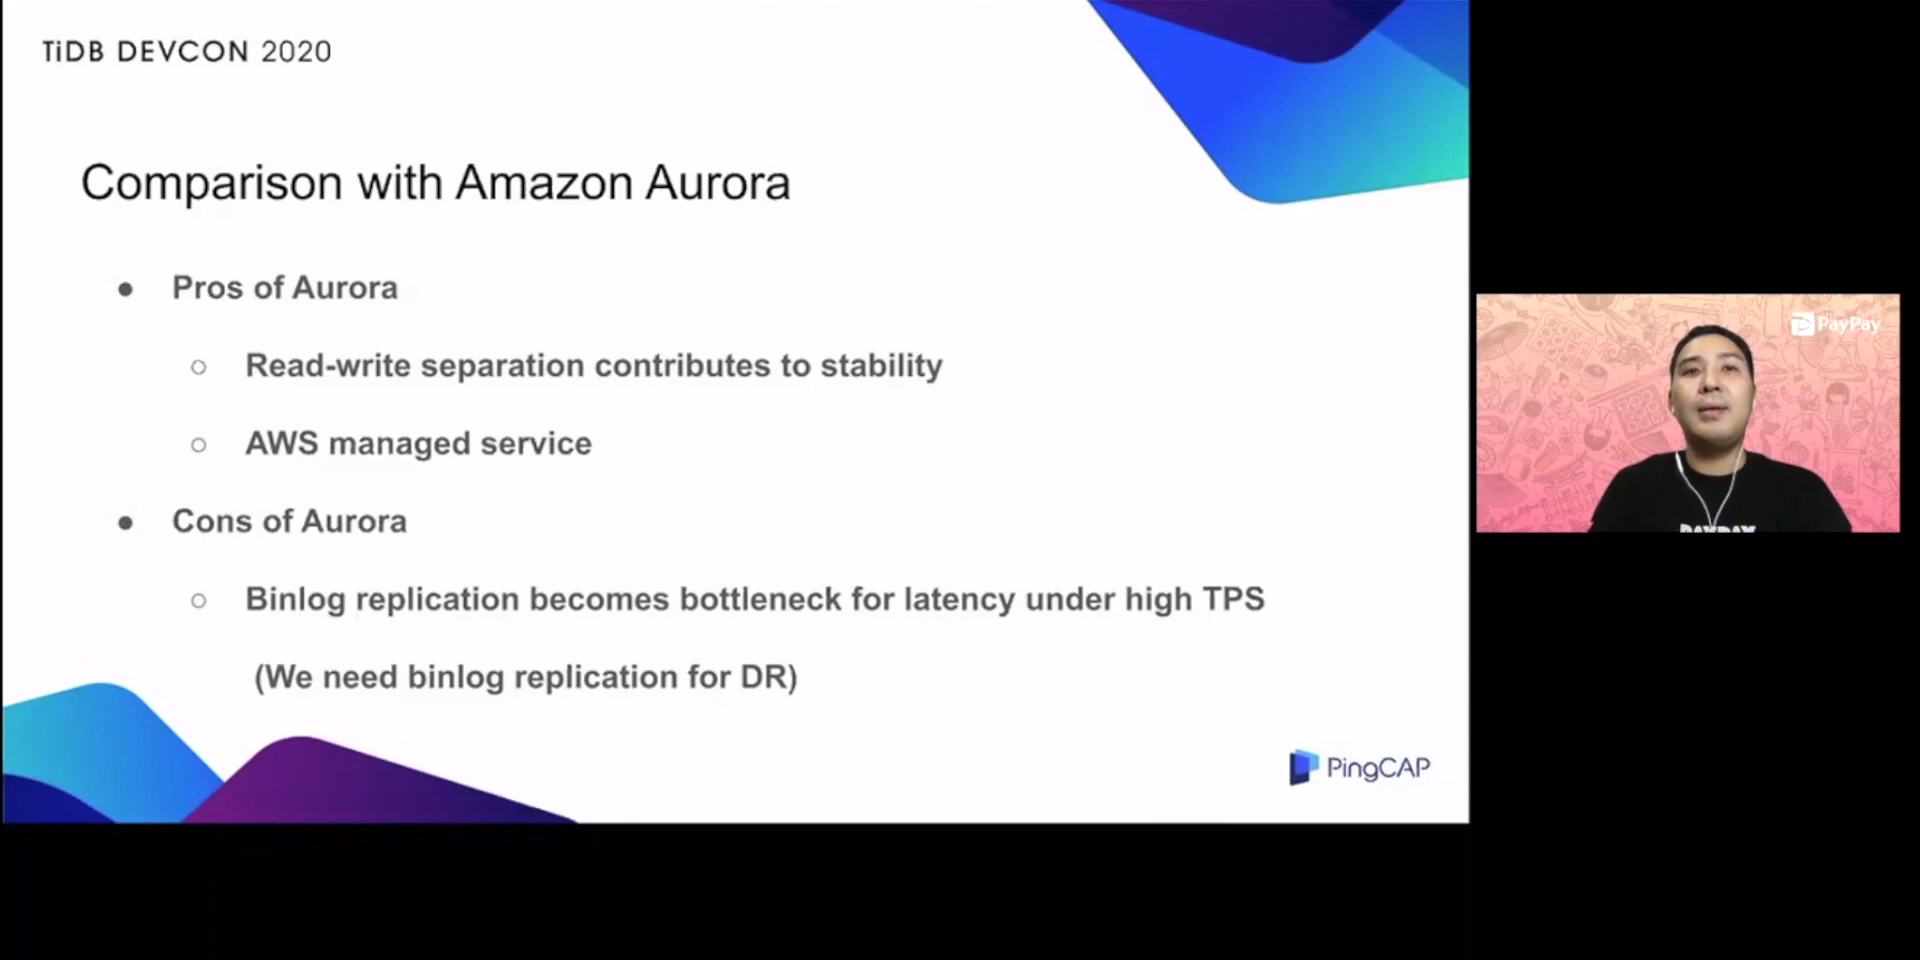 TiDB DEVCON 2020
Comparison with Amazon Aurora
● Pros of Aurora
○ Read-write separation contributes to stability
○ AWS managed service
● Cons of Aurora
○ Binlog replication becomes bottleneck for latency under high TPS
(We need binlog replication for DR)
PingCAP
PayPay
PAYPAY